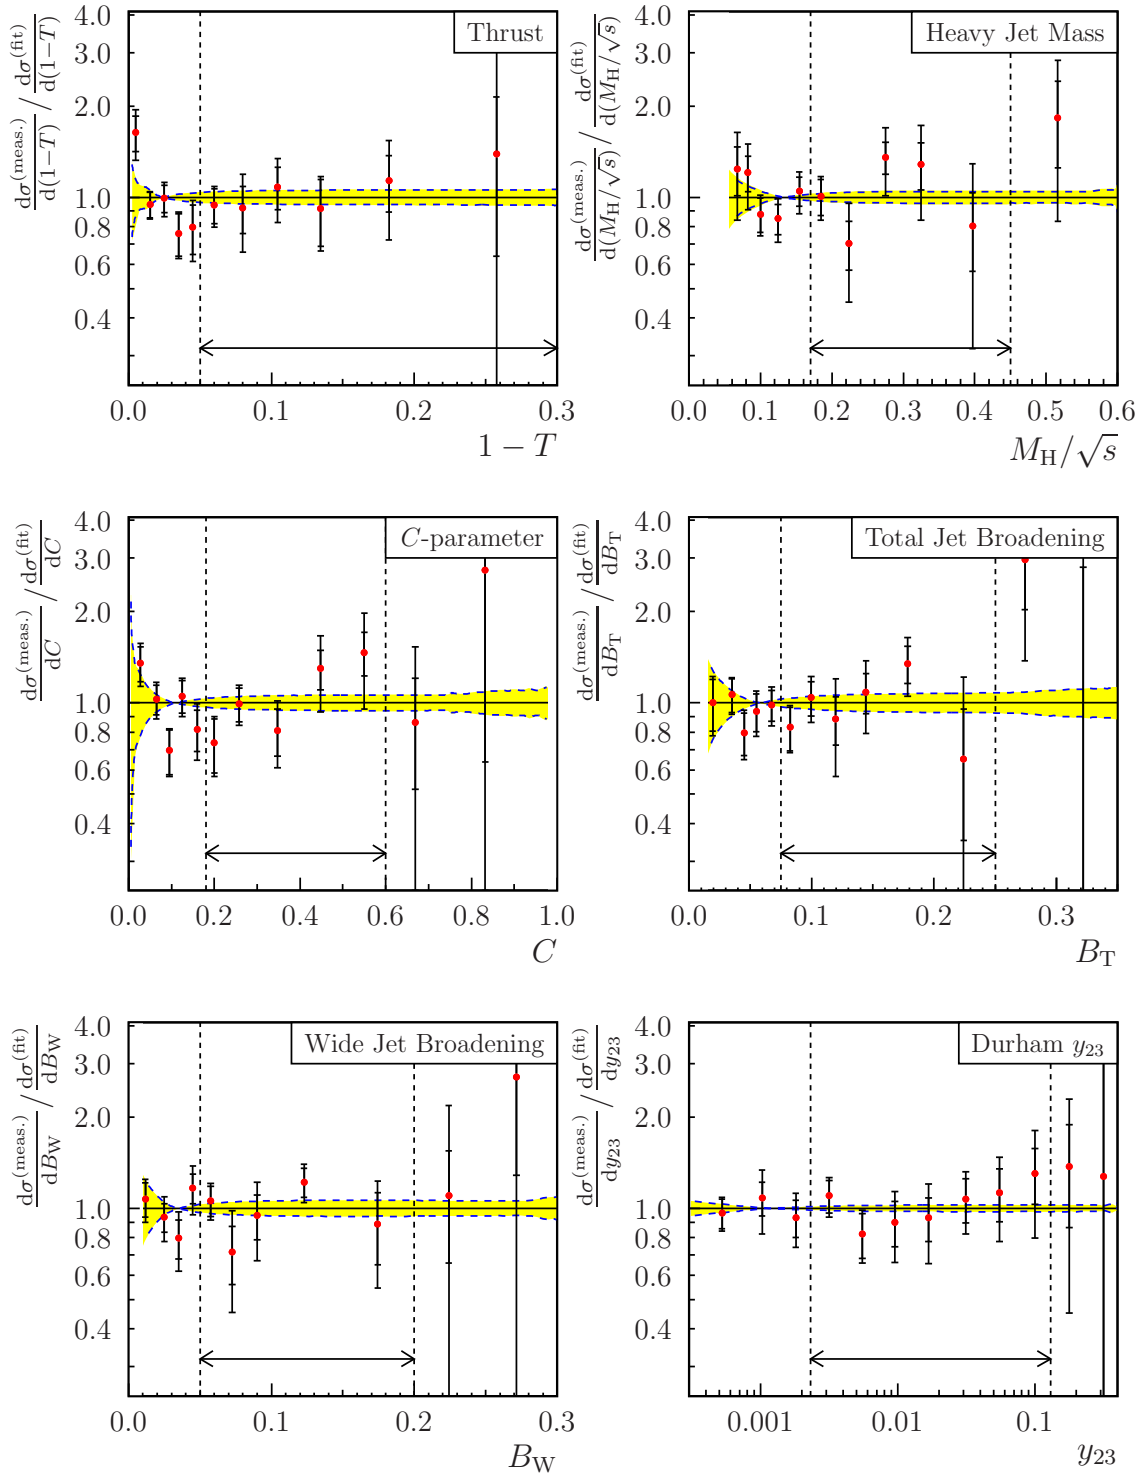 dσ^(meas.)/d(1−T) / dσ^(fit)/d(1−T)
4.0
3.0
2.0
1.0
0.8
0.6
0.4
Thrust
0.0 0.1 0.2 0.3
1 − T
dσ^(meas.)/d(M_H/√s) / dσ^(fit)/d(M_H/√s)
4.0
3.0
2.0
1.0
0.8
0.6
0.4
Heavy Jet Mass
0.0 0.1 0.2 0.3 0.4 0.5 0.6
M_H/√s
dσ^(meas.)/dC / dσ^(fit)/dC
4.0
3.0
2.0
1.0
0.8
0.6
0.4
C-parameter
0.0 0.2 0.4 0.6 0.8 1.0
C
dσ^(meas.)/dB_T / dσ^(fit)/dB_T
4.0
3.0
2.0
1.0
0.8
0.6
0.4
Total Jet Broadening
0.0 0.1 0.2 0.3
B_T
dσ^(meas.)/dB_W / dσ^(fit)/dB_W
4.0
3.0
2.0
1.0
0.8
0.6
0.4
Wide Jet Broadening
0.0 0.1 0.2 0.3
B_W
dσ^(meas.)/dy_23 / dσ^(fit)/dy_23
4.0
3.0
2.0
1.0
0.8
0.6
0.4
Durham y_23
0.001 0.01 0.1
y_23